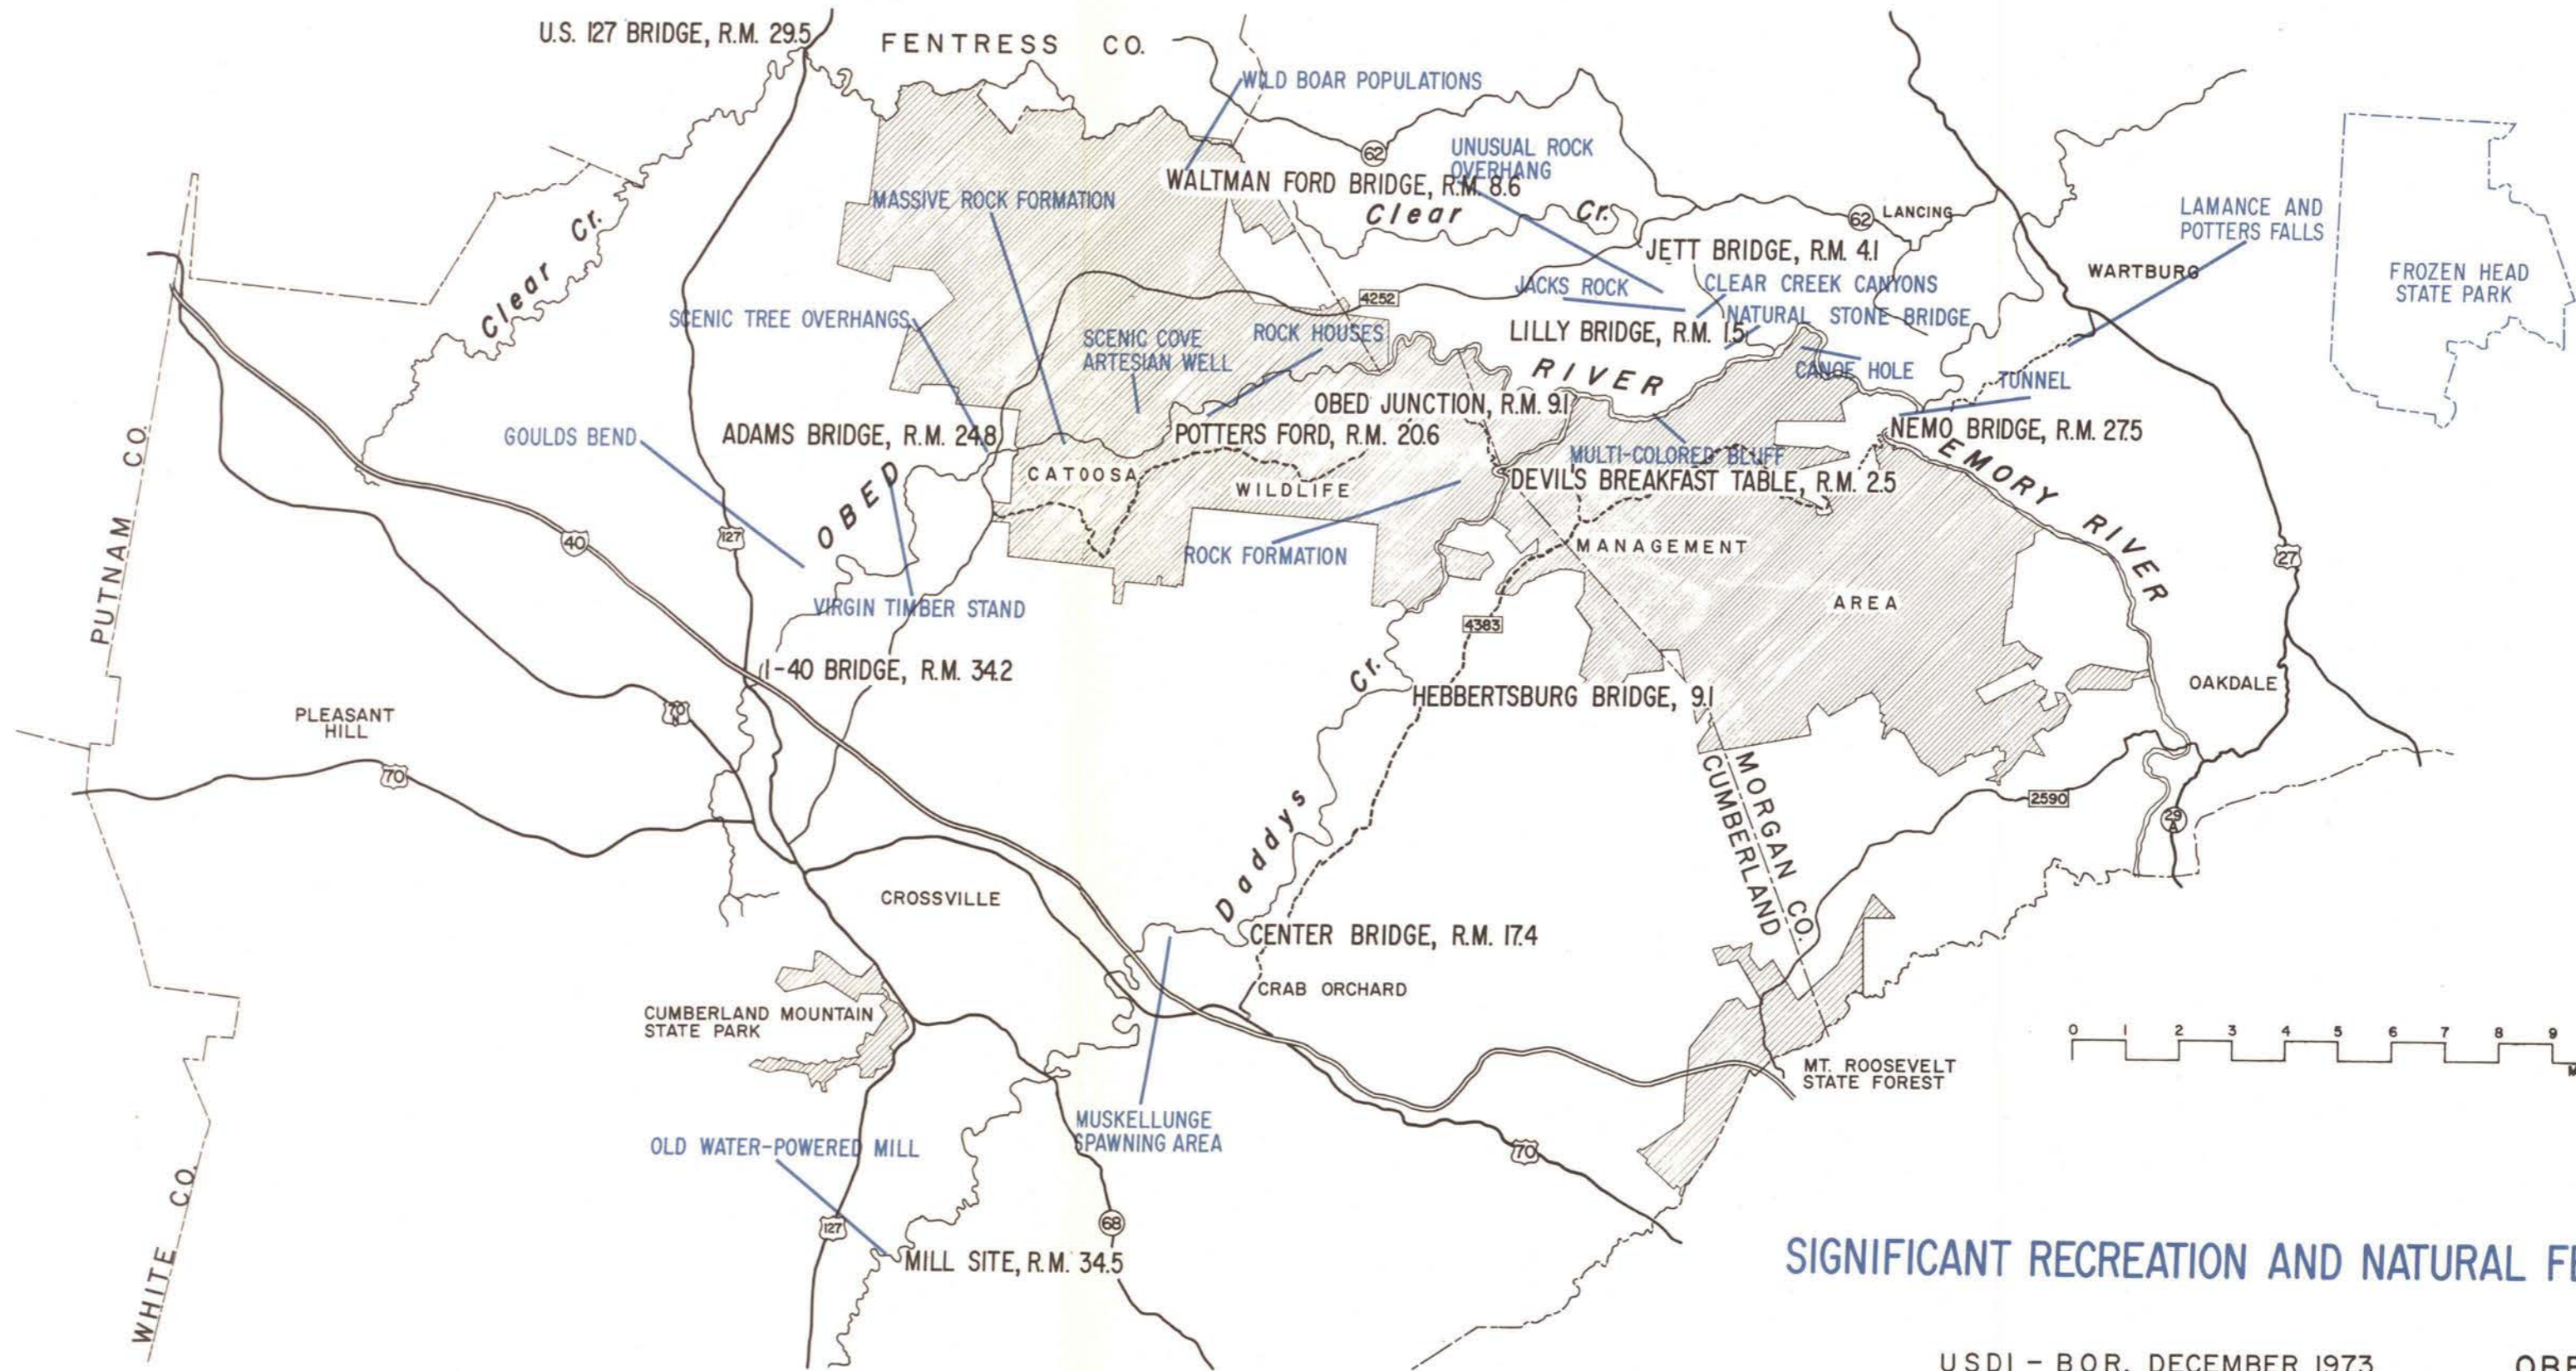 U.S. 127 BRIDGE, R.M. 29.5
FENTRESS CO.
WILD BOAR POPULATIONS
62
UNUSUAL ROCK
OVERHANG
WALTMAN FORD BRIDGE, R.M. 8.6
MASSIVE ROCK FORMATION
Clear Cr.
Clear Cr.
62
LANCING
LAMANCE AND
POTTERS FALLS
JETT BRIDGE, R.M. 4.1
WARTBURG
FROZEN HEAD
STATE PARK
JACKS ROCK
CLEAR CREEK CANYONS
4252
SCENIC TREE OVERHANGS
SCENIC COVE
ARTESIAN WELL
ROCK HOUSES
LILLY BRIDGE, R.M. 1.5
NATURAL STONE BRIDGE
RIVER
CANOE HOLE
TUNNEL
OBED JUNCTION, R.M. 9.1
GOULDS BEND
ADAMS BRIDGE, R.M. 24.8
POTTERS FORD, R.M. 20.6
NEMO BRIDGE, R.M. 27.5
MULTI-COLORED BLUFF
EMORY RIVER
CATOOSA
WILDLIFE
DEVILS BREAKFAST TABLE, R.M. 2.5
OBED
PUTNAM CO.
40
127
ROCK FORMATION
MANAGEMENT
27
AREA
VIRGIN TIMBER STAND
4383
I-40 BRIDGE, R.M. 34.2
HEBBERTSBURG BRIDGE, 9.1
OAKDALE
PLEASANT
HILL
70
N
70
Daddys Cr.
MORGAN CO.
CUMBERLAND
2590
29
A
CROSSVILLE
CENTER BRIDGE, R.M. 17.4
CRAB ORCHARD
CUMBERLAND MOUNTAIN
STATE PARK
0 1 2 3 4 5 6 7 8 9
M
MT. ROOSEVELT
STATE FOREST
MUSKELLUNGE
SPAWNING AREA
OLD WATER-POWERED MILL
70
WHITE CO.
127
68
MILL SITE, R.M. 34.5
SIGNIFICANT RECREATION AND NATURAL FE
USDI - BOR, DECEMBER 1973
OBE